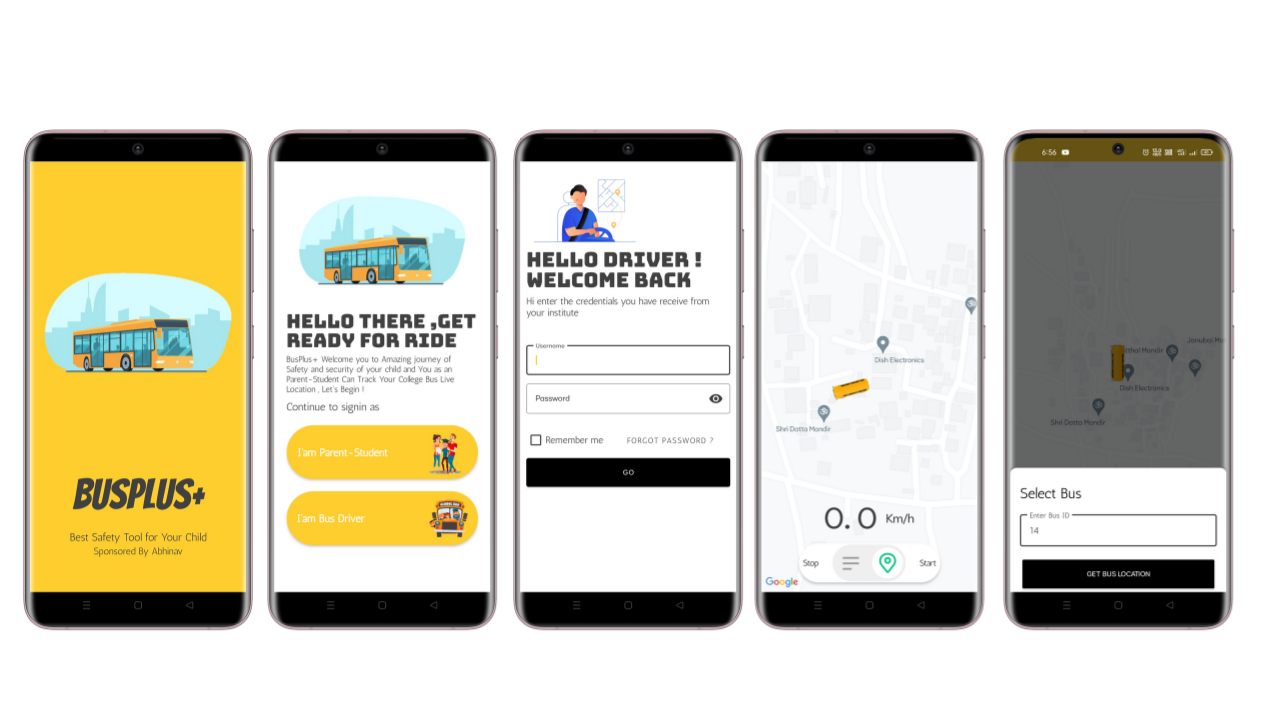 BUSPLUS+
Best Safety Tool for Your Child
Sponsored By Abhinav
HELLO THERE ,GET
READY FOR RIDE
BusPlus+ Welcome you to Amazing journey of
Safety and security of your child and You as an
Parent-Student Can Track Your College Bus Live
Location , Let's Begin !
Continue to signin as
I'am Parent-Student
I'am Bus Driver
HELLO DRIVER !
WELCOME BACK
Hi enter the credentials you have receive from
your institute
Username
Password
Remember me
FORGOT PASSWORD ?
GO
Dish Electronics
Shri Datta Mandir
0.0 Km/h
Stop
Start
Google
6:56
Mandir
Dish Electronics
Shri Datta Mandir
Select Bus
Enter Bus ID
14
GET BUS LOCATION